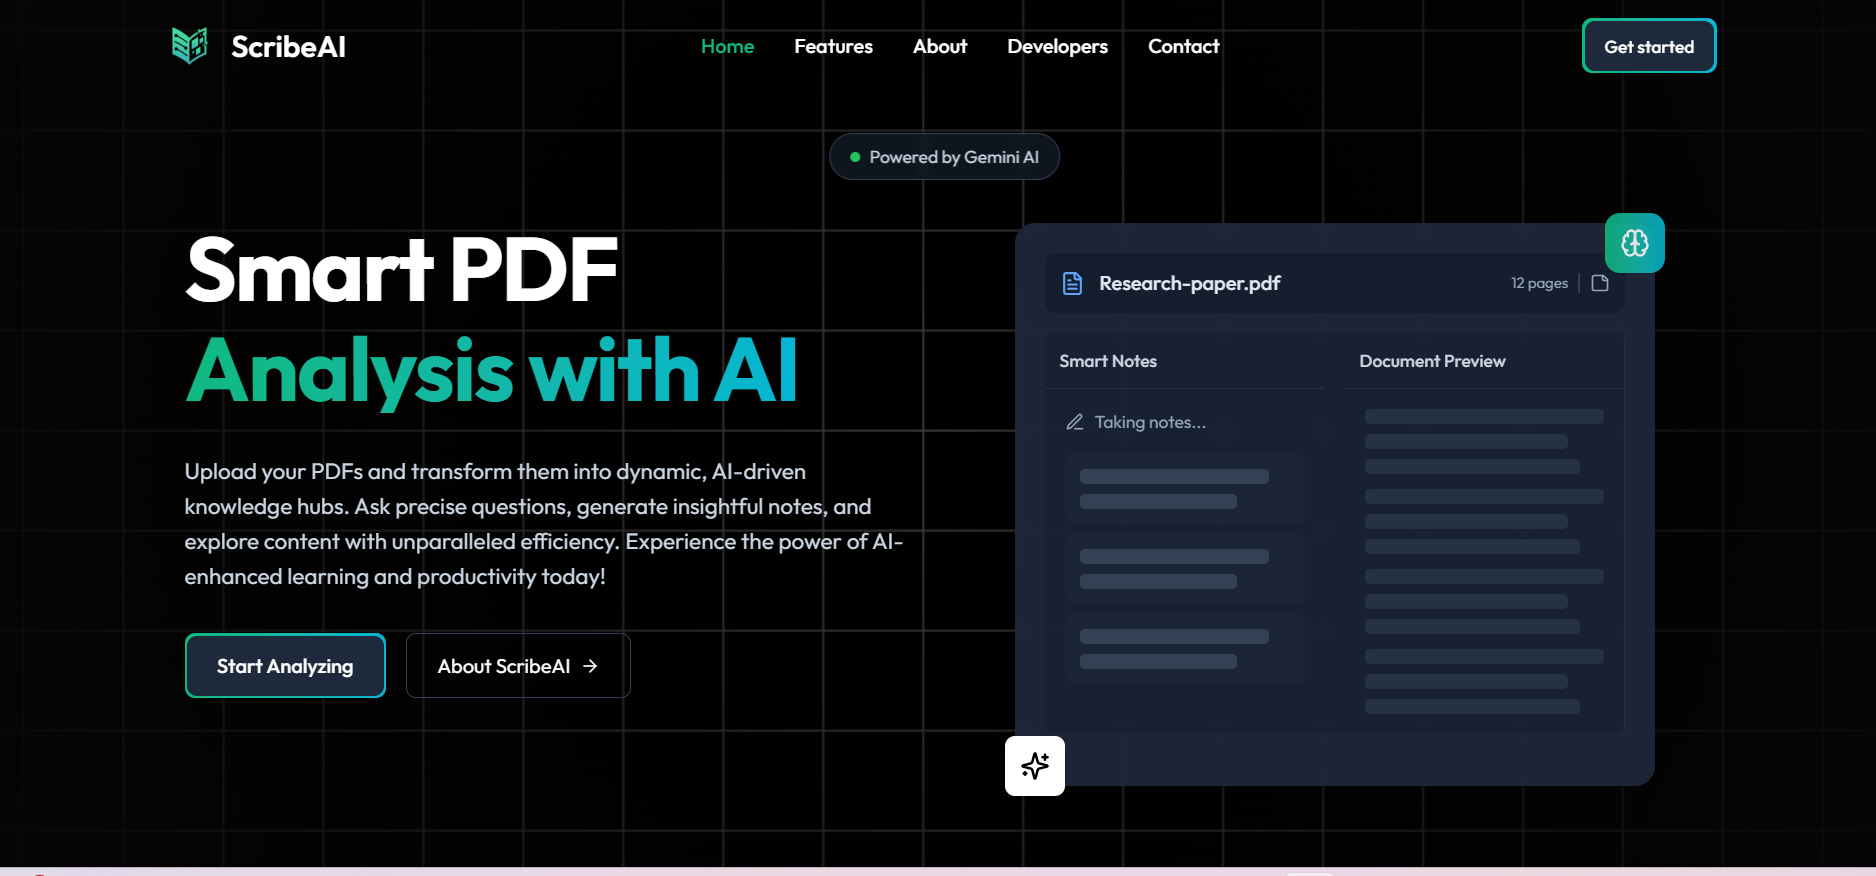 ScribeAI
Home
Features
About
Developers
Contact
Get started
Powered by Gemini AI
Smart PDF
Analysis with AI
Upload your PDFs and transform them into dynamic, AI-driven
knowledge hubs. Ask precise questions, generate insightful notes, and
explore content with unparalleled efficiency. Experience the power of AI-
enhanced learning and productivity today!
Start Analyzing
About ScribeAI →
Research-paper.pdf
12 pages
Smart Notes
Document Preview
Taking notes...